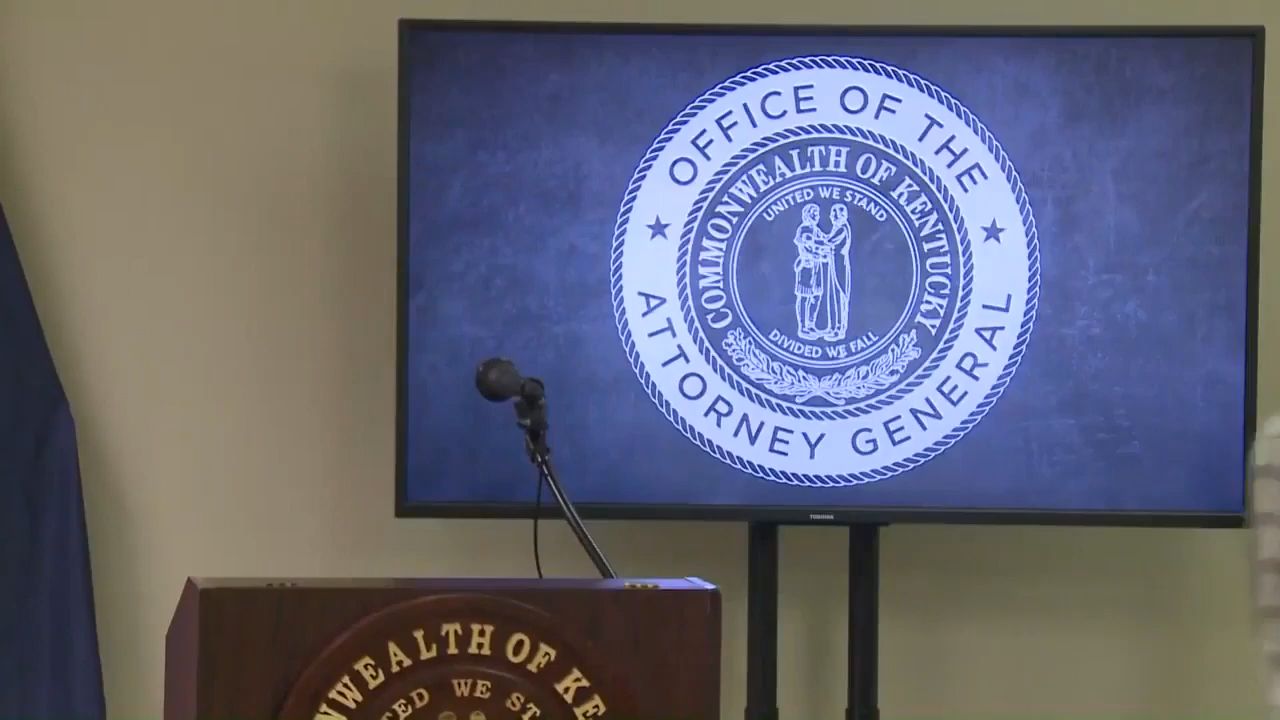 OFFICE OF THE
ATTORNEY GENERAL
COMMONWEALTH OF KENTUCKY
UNITED WE STAND
DIVIDED WE FALL
TOSHIBA
NWEALTH OF KE
TED WE ST